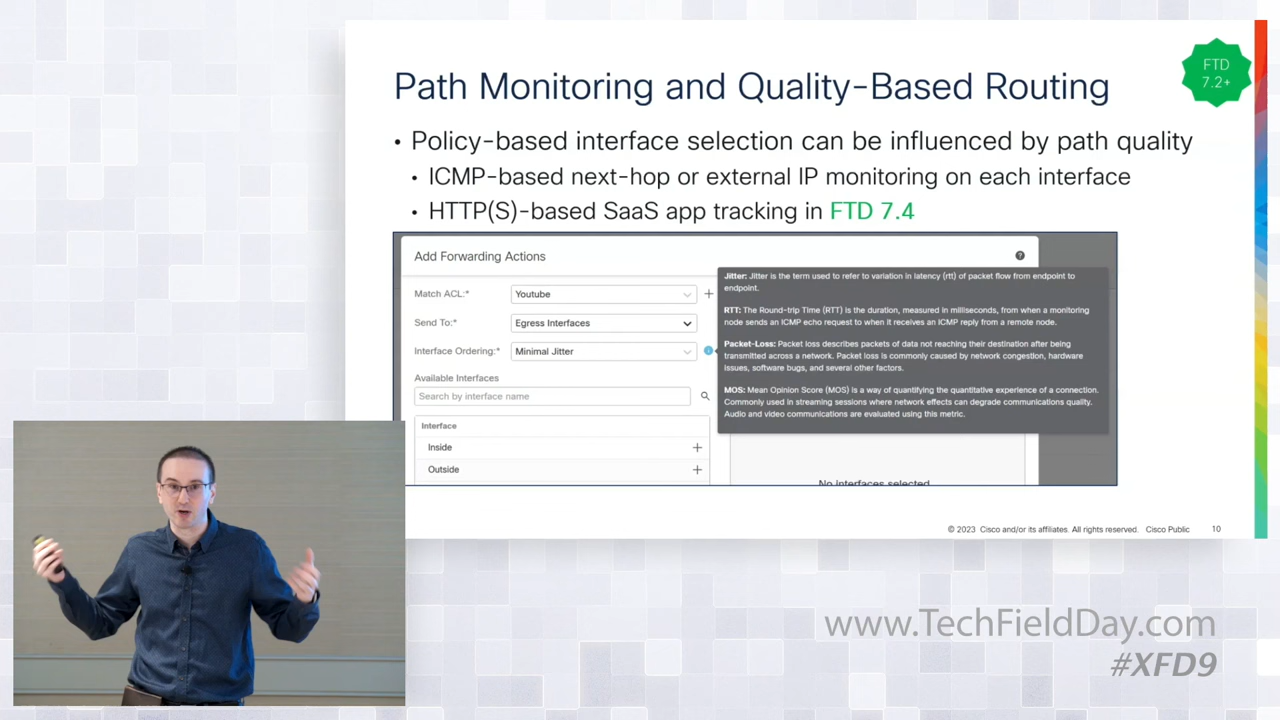 Path Monitoring and Quality-Based Routing
FTD
7.2+
• Policy-based interface selection can be influenced by path quality
• ICMP-based next-hop or external IP monitoring on each interface
• HTTP(S)-based SaaS app tracking in FTD 7.4
Add Forwarding Actions
?
Match ACL:* Youtube +
Send To:* Egress Interfaces
Interface Ordering:* Minimal Jitter
Available Interfaces
Search by interface name
Interface
Inside +
Outside +
Jitter: Jitter is the term used to refer to variation in latency (rtt) of packet flow from endpoint to
endpoint.
RTT: The Round-trip Time (RTT) is the duration, measured in milliseconds, from when a monitoring
node sends an ICMP echo request to when it receives an ICMP reply from a remote node.
Packet-Loss: Packet loss describes packets of data not reaching their destination after being
transmitted across a network. Packet loss is commonly caused by network congestion, hardware
issues, software bugs, and several other factors.
MOS: Mean Opinion Score (MOS) is a way of quantifying the quantitative experience of a connection.
Commonly used in streaming sessions where network effects can degrade communications quality.
Audio and video communications are evaluated using this metric.
No interfaces selected
© 2023 Cisco and/or its affiliates. All rights reserved. Cisco Public 10
www.TechFieldDay.com
#XFD9